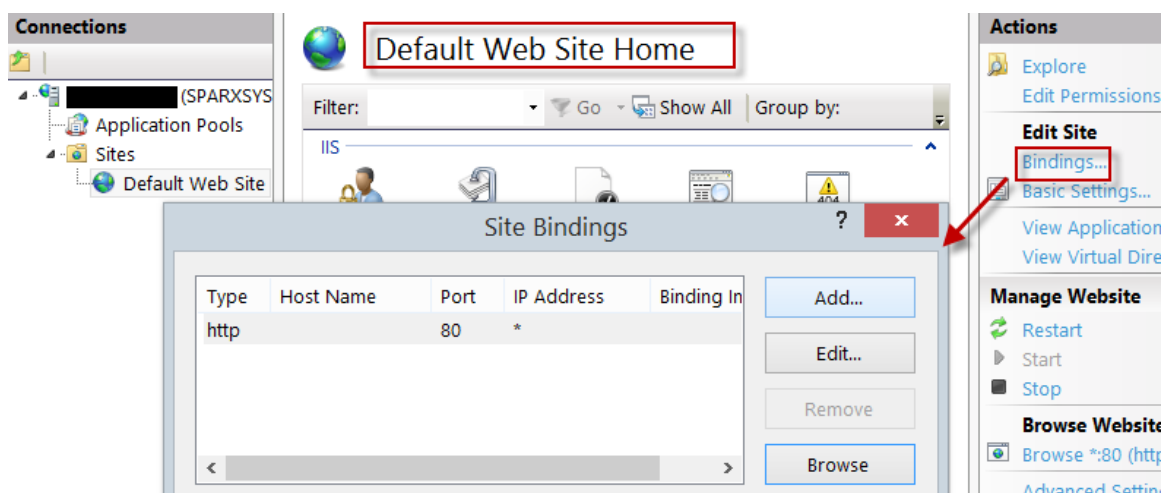 Connections
(SPARXSYS
Application Pools
Sites
Default Web Site
Default Web Site Home
Filter:
Go
Show All
Group by:
IIS
404
Site Bindings
?
x
Type Host Name Port IP Address Binding In
http 80 *
Add...
Edit...
Remove
Browse
Actions
Explore
Edit Permissions
Edit Site
Bindings...
Basic Settings...
View Application
View Virtual Dire
Manage Website
Restart
Start
Stop
Browse Website
Browse *:80 (http
Advanced Settin